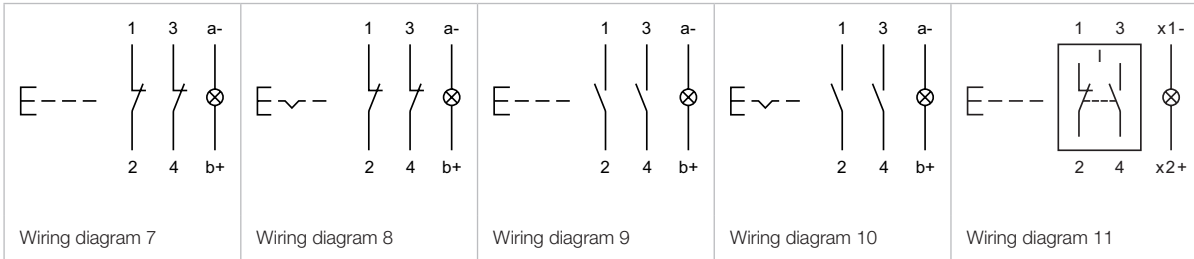 1 3 a-
2 4 b+
Wiring diagram 7
1 3 a-
2 4 b+
Wiring diagram 8
1 3 a-
2 4 b+
Wiring diagram 9
1 3 a-
2 4 b+
Wiring diagram 10
1 3 x1-
I
2 4 x2+
Wiring diagram 11